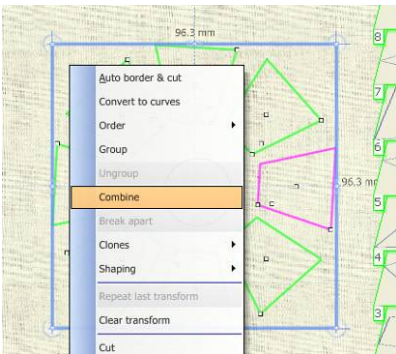 96.3 mm
8
Auto border & cut
Convert to curves
7
Order
Group
6
Ungroup
96.3 mm
Combine
5
Break apart
Clones
4
Shaping
Repeat last transform
3
Clear transform
Cut